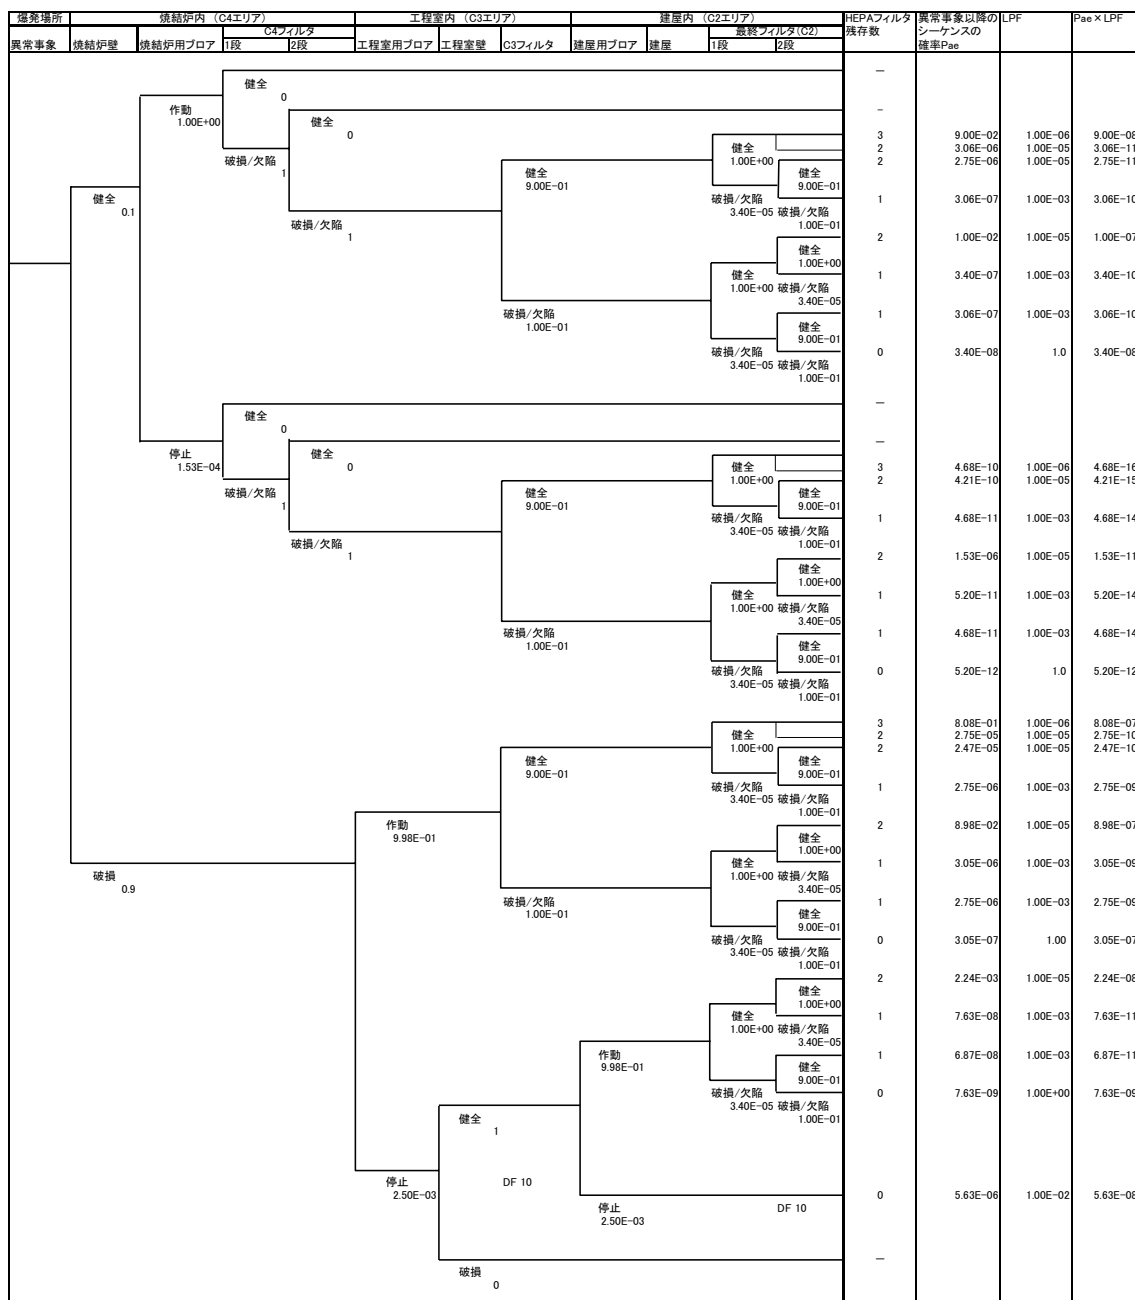 爆発場所 焼結炉内 (C4エリア) 工程室内 (C3エリア) 建屋内 (C2エリア) HEPAフィルタ 異常事象以降の LPF Pae×LPF
C4フィルタ 最終フィルタ(C2) 残存数 シーケンスの
異常事象 焼結炉壁 焼結炉用ブロア 1段 2段 工程室用ブロア 工程室壁 C3フィルタ 建屋用ブロア 建屋 1段 2段 確率Pae
—
健全
0
作動 健全 -
1.00E+00 0
健全 3 9.00E-02 1.00E-06 9.00E-08
破損/欠陥 1.00E+00 2 3.06E-06 1.00E-05 3.06E-11
1 健全 健全 2 2.75E-06 1.00E-05 2.75E-11
9.00E-01 9.00E-01
健全 破損/欠陥 1 3.06E-07 1.00E-03 3.06E-10
0.1 3.40E-05 破損/欠陥
破損/欠陥 1.00E-01
1 2 1.00E-02 1.00E-05 1.00E-07
健全
1.00E+00
健全 1 3.40E-07 1.00E-03 3.40E-10
1.00E+00 破損/欠陥
3.40E-05
破損/欠陥 1 3.06E-07 1.00E-03 3.06E-10
1.00E-01 健全
9.00E-01
破損/欠陥 0 3.40E-08 1.0 3.40E-08
3.40E-05 破損/欠陥
1.00E-01
—
健全
0
—
停止 健全
1.53E-04 0
健全 3 4.68E-10 1.00E-06 4.68E-16
1.00E+00 2 4.21E-10 1.00E-05 4.21E-15
破損/欠陥 健全 健全
1 9.00E-01 9.00E-01
破損/欠陥 1 4.68E-11 1.00E-03 4.68E-14
3.40E-05 破損/欠陥
破損/欠陥 1.00E-01
1 2 1.53E-06 1.00E-05 1.53E-11
健全
1.00E+00
健全 1 5.20E-11 1.00E-03 5.20E-14
1.00E+00 破損/欠陥
3.40E-05
破損/欠陥 1 4.68E-11 1.00E-03 4.68E-14
1.00E-01 健全
9.00E-01
破損/欠陥 0 5.20E-12 1.0 5.20E-12
3.40E-05 破損/欠陥
1.00E-01
3 8.08E-01 1.00E-06 8.08E-07
健全 2 2.75E-05 1.00E-05 2.75E-10
1.00E+00 2 2.47E-05 1.00E-05 2.47E-10
健全 健全
9.00E-01 9.00E-01
破損/欠陥 1 2.75E-06 1.00E-03 2.75E-09
3.40E-05 破損/欠陥
1.00E-01
作動 2 8.98E-02 1.00E-05 8.98E-07
9.98E-01 健全
1.00E+00
健全 1 3.05E-06 1.00E-03 3.05E-09
破損 1.00E+00 破損/欠陥
0.9 3.40E-05
破損/欠陥 1 2.75E-06 1.00E-03 2.75E-09
1.00E-01 健全
9.00E-01
破損/欠陥 0 3.05E-07 1.00 3.05E-07
3.40E-05 破損/欠陥
1.00E-01
2 2.24E-03 1.00E-05 2.24E-08
健全
1.00E+00
健全 1 7.63E-08 1.00E-03 7.63E-11
1.00E+00 破損/欠陥
3.40E-05
作動 1 6.87E-08 1.00E-03 6.87E-11
9.98E-01 健全
9.00E-01
破損/欠陥 0 7.63E-09 1.00E+00 7.63E-09
3.40E-05 破損/欠陥
健全 1.00E-01
1
停止 DF 10
2.50E-03 0 5.63E-06 1.00E-02 5.63E-08
停止 DF 10
2.50E-03
—
破損
0